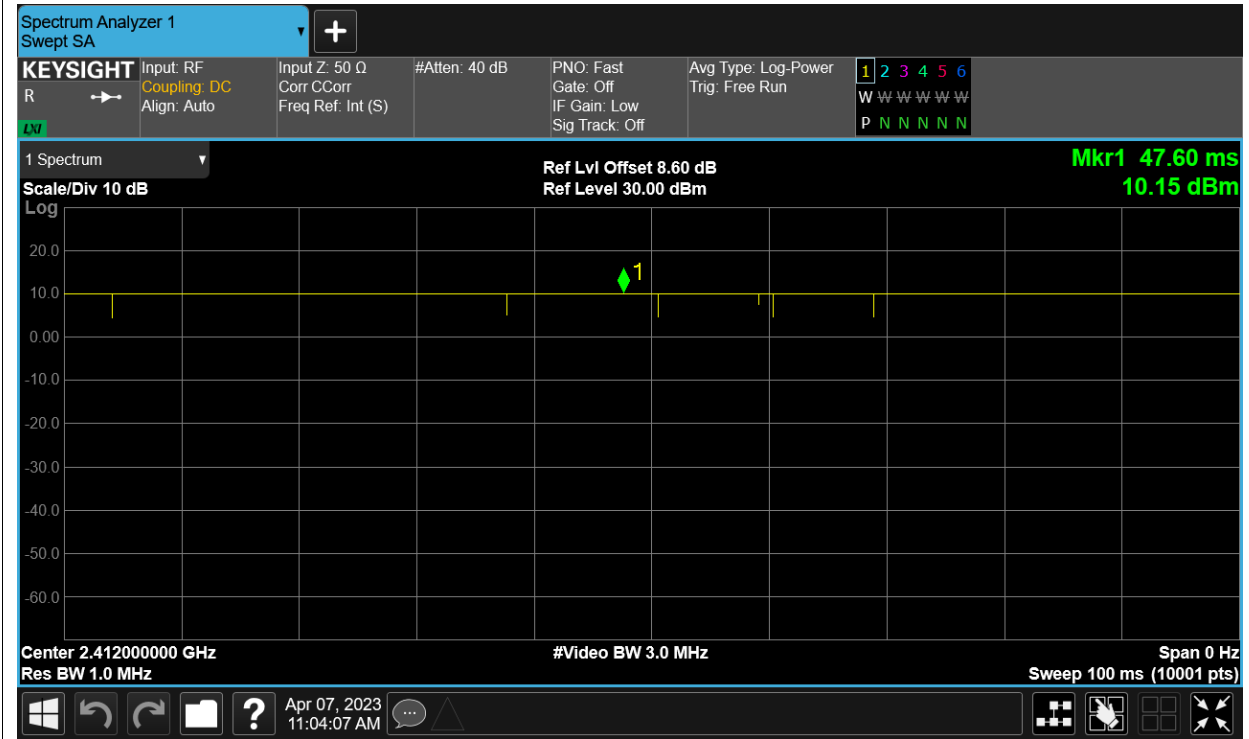 Spectrum Analyzer 1
Swept SA
KEYSIGHT
R
LXI
Input: RF
Coupling: DC
Align: Auto
Input Z: 50 Ω
Corr CCorr
Freq Ref: Int (S)
#Atten: 40 dB
PNO: Fast
Gate: Off
IF Gain: Low
Sig Track: Off
Avg Type: Log-Power
Trig: Free Run
1 2 3 4 5 6
W W W W W W
P N N N N N
1 Spectrum
Scale/Div 10 dB
Ref Lvl Offset 8.60 dB
Ref Level 30.00 dBm
Mkr1 47.60 ms
10.15 dBm
Log
20.0
10.0
0.00
-10.0
-20.0
-30.0
-40.0
-50.0
-60.0
1
Center 2.412000000 GHz
Res BW 1.0 MHz
#Video BW 3.0 MHz
Span 0 Hz
Sweep 100 ms (10001 pts)
?
Apr 07, 2023
11:04:07 AM